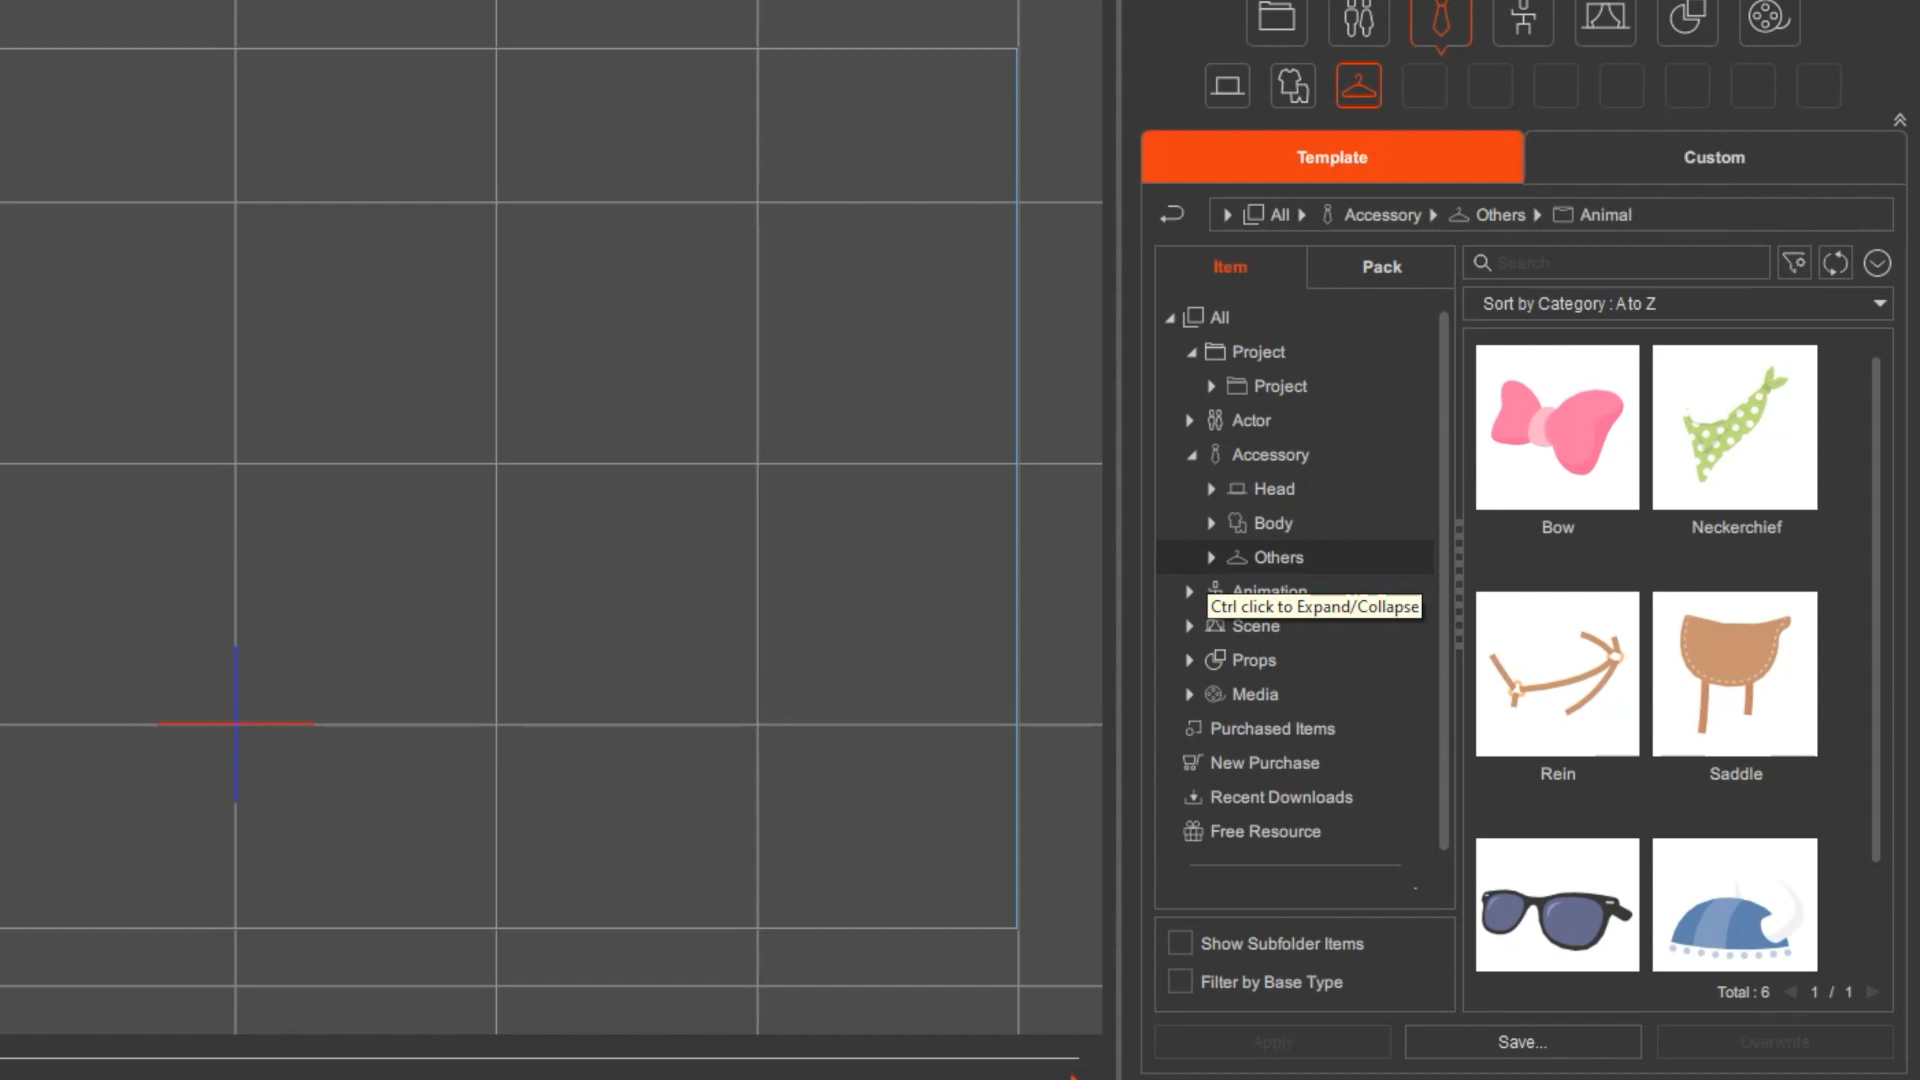 Template
Custom
All
Accessory
Others
Animal
Item
Pack
Search
Sort by Category : A to Z
All
Project
Project
Actor
Accessory
Head
Body
Others
Animation
Ctrl click to Expand/Collapse
Scene
Props
Media
Purchased Items
New Purchase
Recent Downloads
Free Resource
Bow
Neckerchief
Rein
Saddle
Show Subfolder Items
Filter by Base Type
Total : 6
1 / 1
Apply
Save...
Overwrite